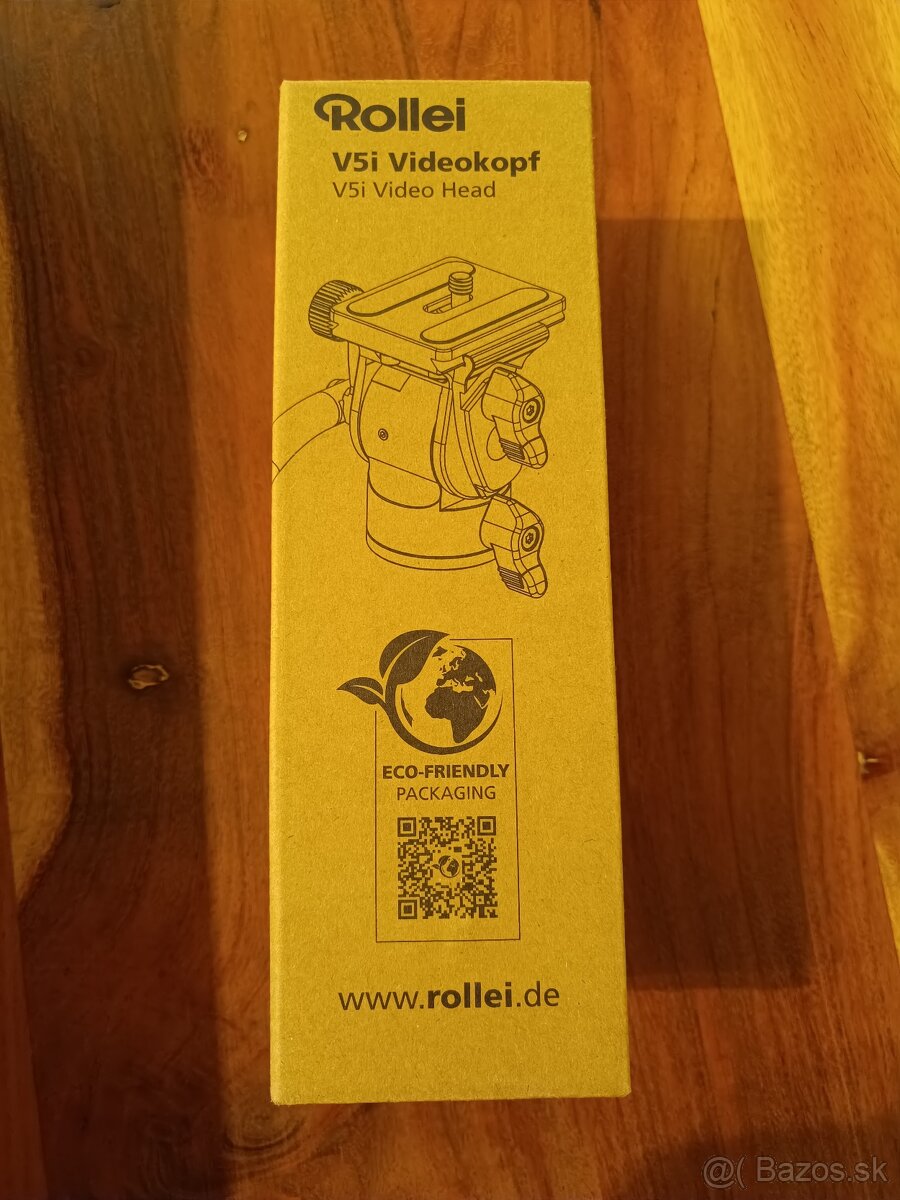 Rollei
V5i Videokopf
V5i Video Head
ECO-FRIENDLY
PACKAGING
www.rollei.de
@( Bazos.sk